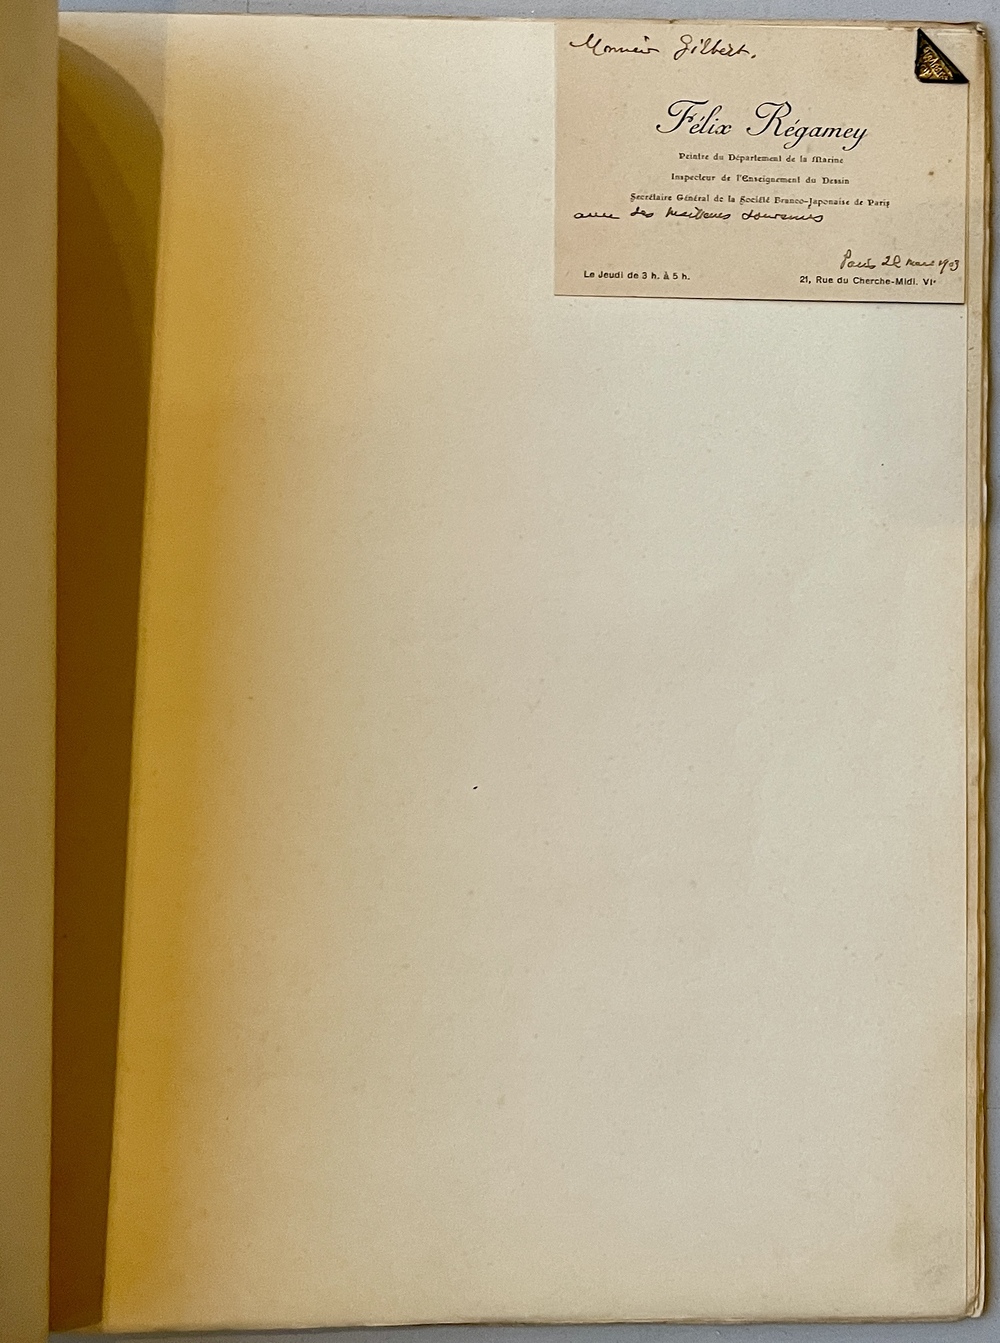 Monsieur Gilbert.
Félix Régamey
Peintre du Département de la Marine
Inspecteur de l'Enseignement du Dessin
Secrétaire Général de la Société Franco-Japonaise de Paris
avec ses meilleurs souvenirs
Paris 22 mars 1903
Le Jeudi de 3 h. à 5 h.
21, Rue du Cherche-Midi. VIe